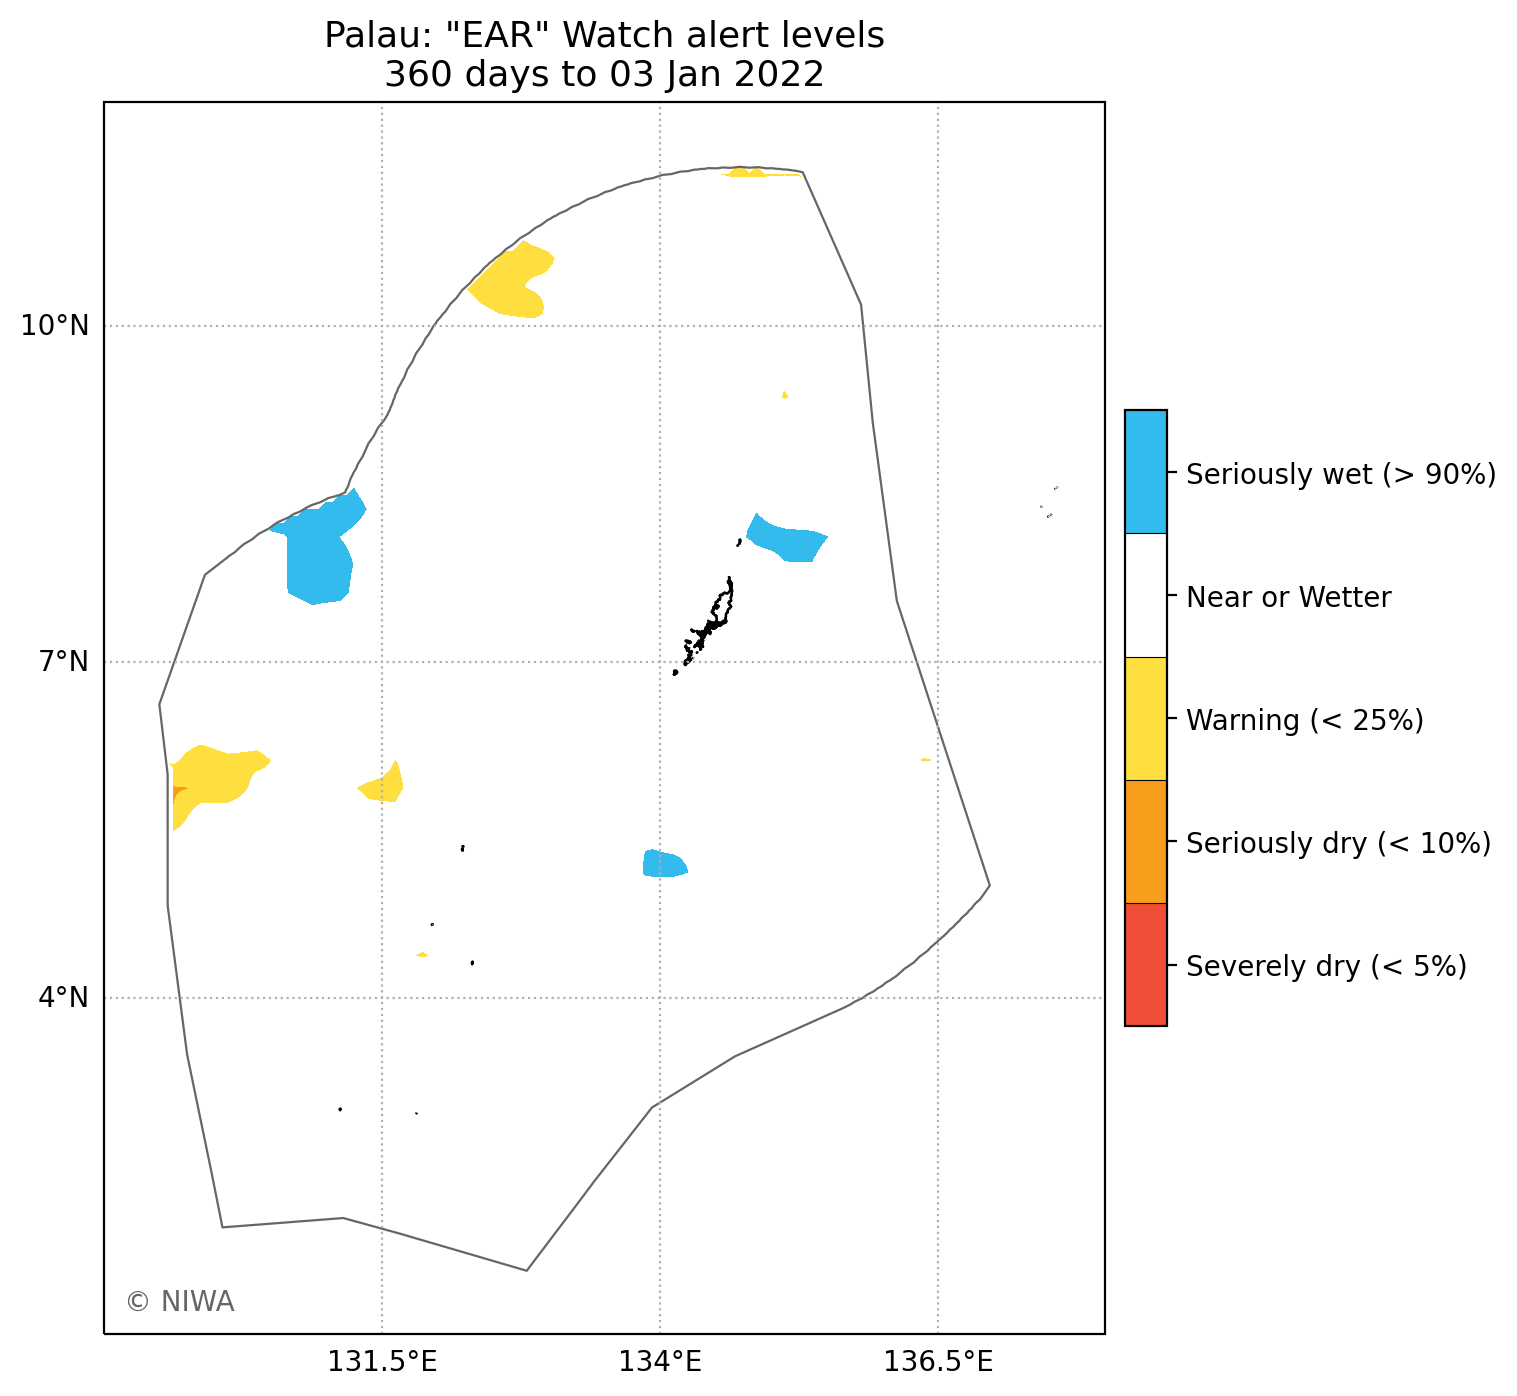 Palau: "EAR" Watch alert levels
360 days to 03 Jan 2022
10°N
7°N
4°N
131.5°E
134°E
136.5°E
Seriously wet (> 90%)
Near or Wetter
Warning (< 25%)
Seriously dry (< 10%)
Severely dry (< 5%)
© NIWA